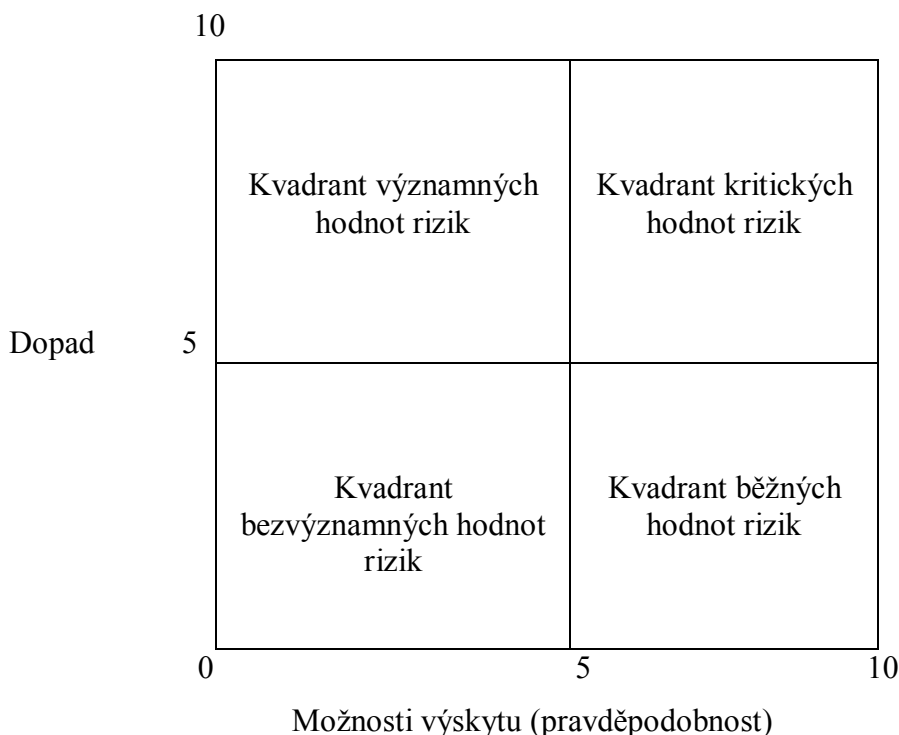 10
Kvadrant významných
hodnot rizik
Kvadrant kritických
hodnot rizik
Dopad
5
Kvadrant
bezvýznamných hodnot
rizik
Kvadrant běžných
hodnot rizik
0
5
10
Možnosti výskytu (pravděpodobnost)